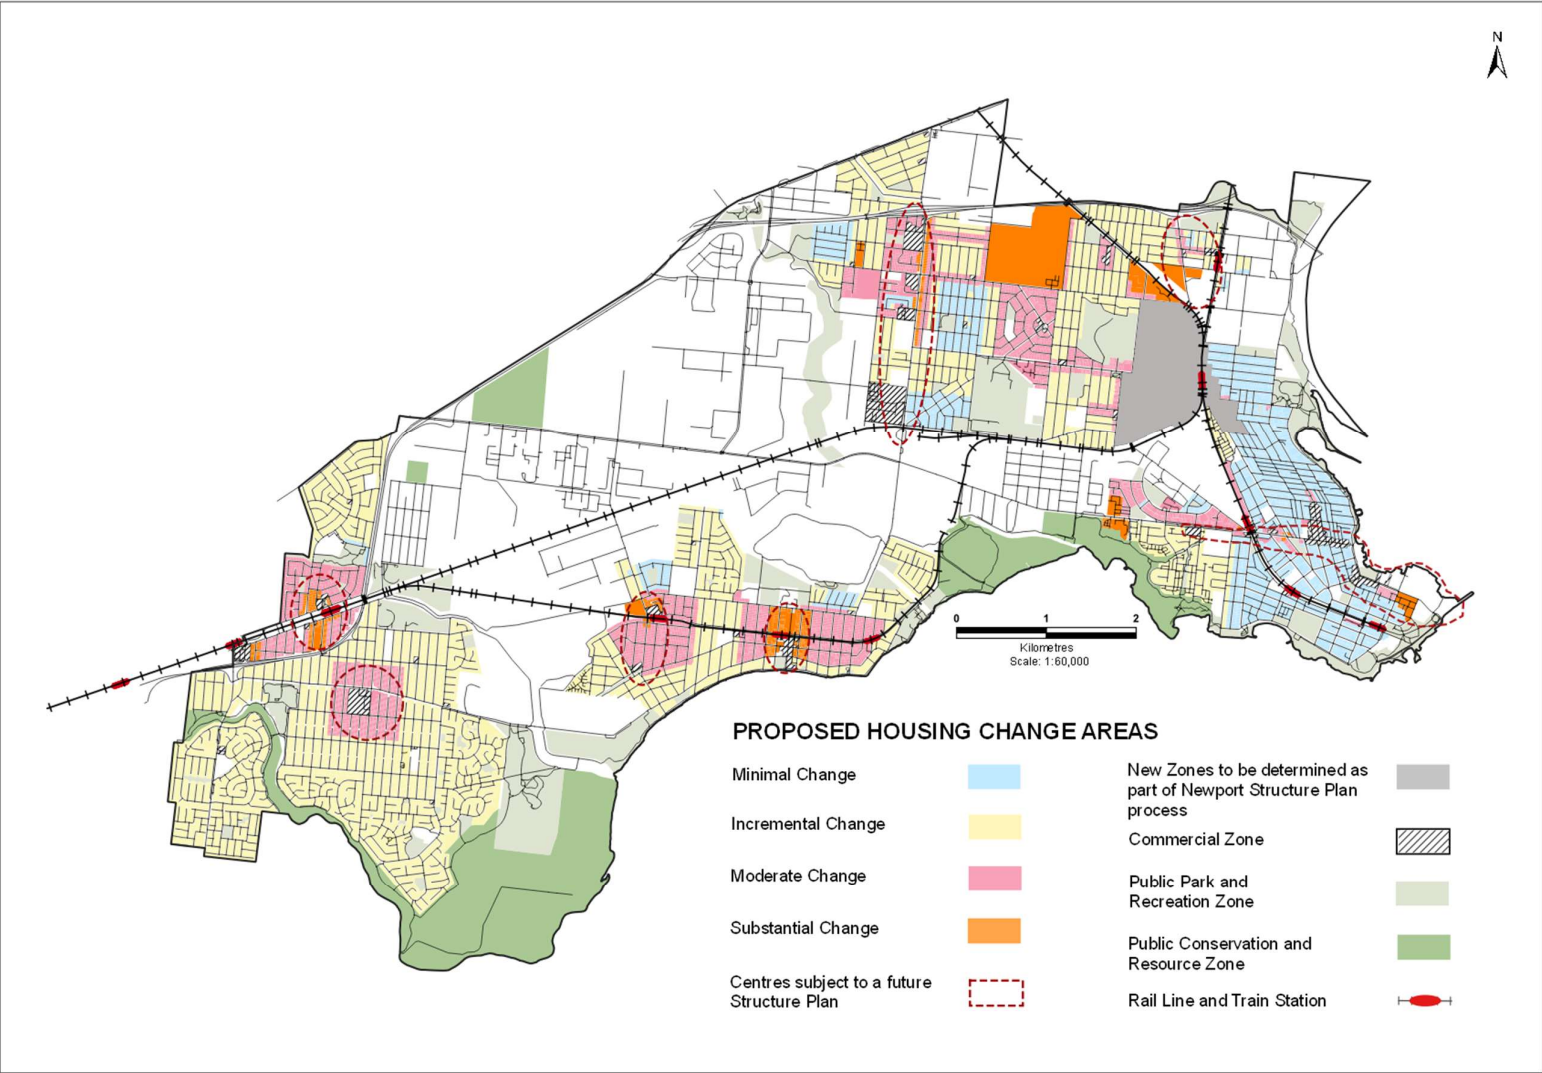 N
0 1 2
Kilometres
Scale: 1:60,000
PROPOSED HOUSING CHANGE AREAS
Minimal Change
Incremental Change
Moderate Change
Substantial Change
Centres subject to a future
Structure Plan
New Zones to be determined as
part of Newport Structure Plan
process
Commercial Zone
Public Park and
Recreation Zone
Public Conservation and
Resource Zone
Rail Line and Train Station